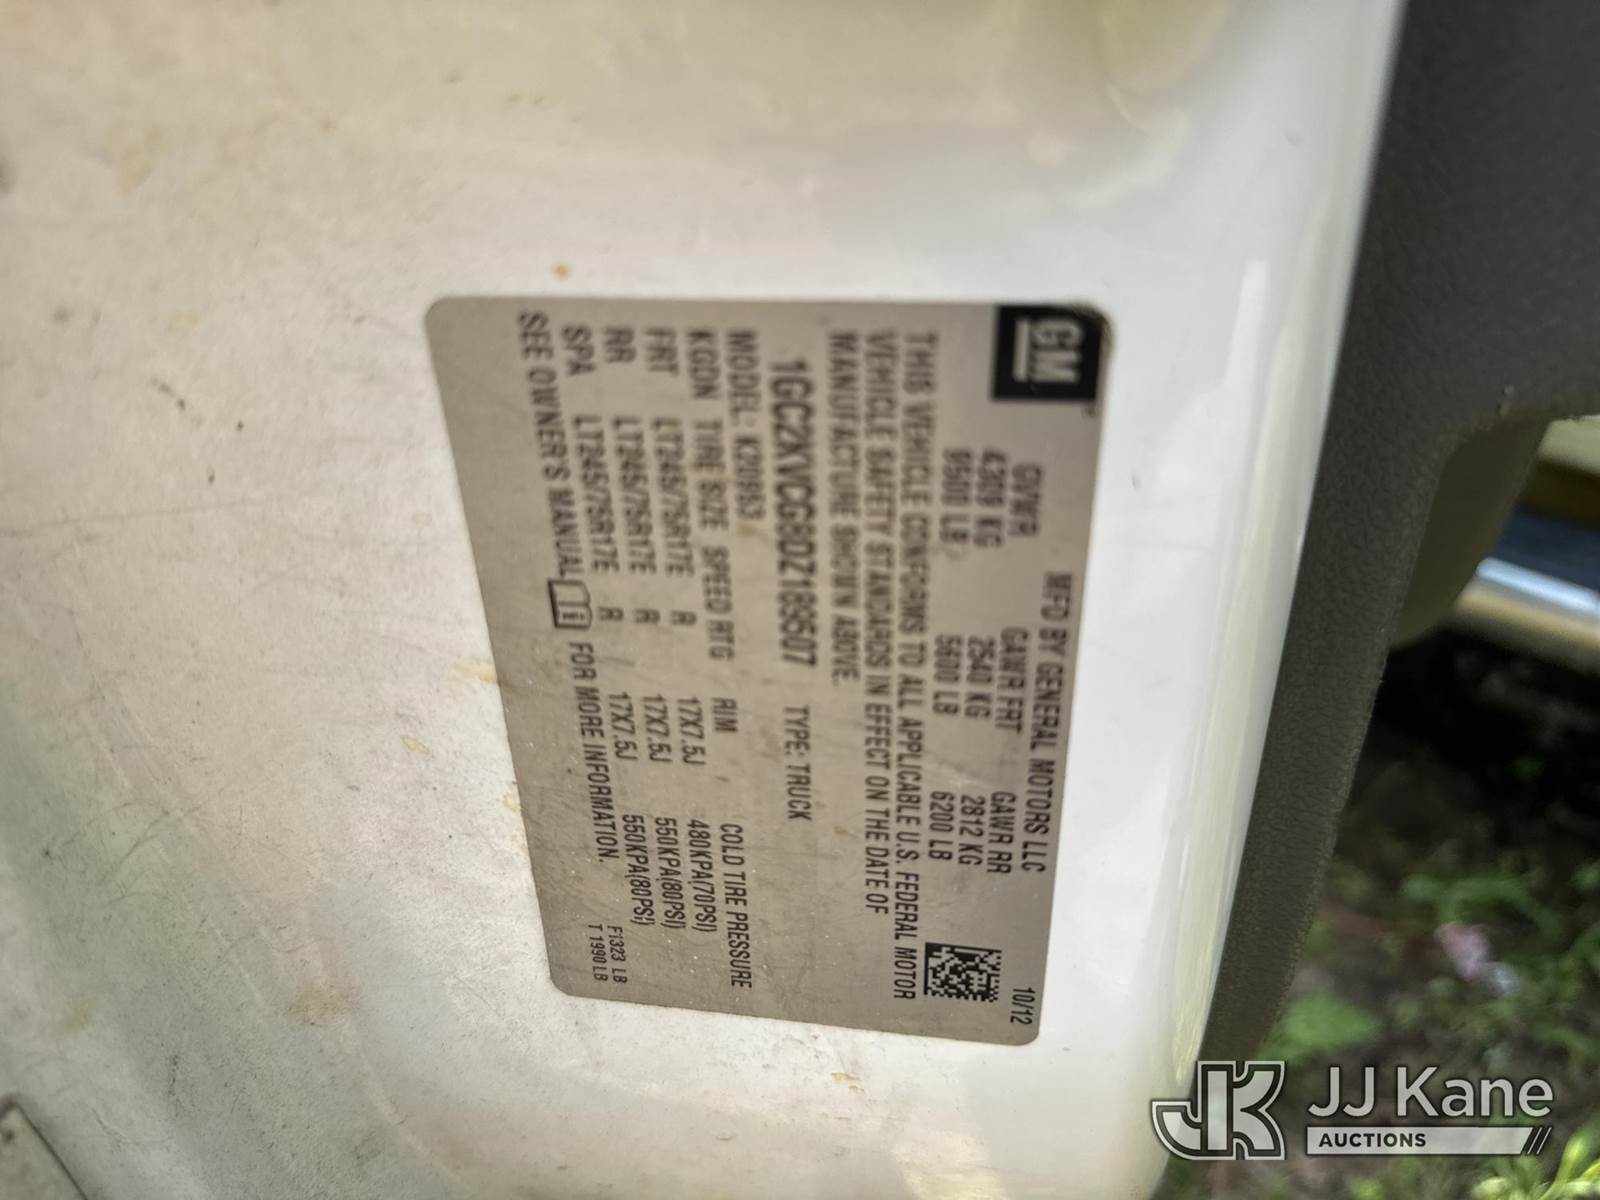 GM
MFD BY GENERAL MOTORS LLC 10/12
GVWR GAWR FRT GAWR RR
4309 KG 2540 KG 2812 KG
9500 LB 5600 LB 6200 LB
THIS VEHICLE CONFORMS TO ALL APPLICABLE U.S. FEDERAL MOTOR
VEHICLE SAFETY STANDARDS IN EFFECT ON THE DATE OF
MANUFACTURE SHOWN ABOVE.
1GC2XVCG8DZ189507 TYPE: TRUCK
MODEL: K20953
KGDN TIRE SIZE SPEED RTG RIM COLD TIRE PRESSURE
FRT LT245/75R17E R 17X7.5J 480KPA(70PSI)
RR LT245/75R17E R 17X7.5J 550KPA(80PSI)
SPA LT245/75R17E R 17X7.5J 550KPA(80PSI)
SEE OWNER'S MANUAL FOR MORE INFORMATION.
F1323 LB
T 1990 LB
JK JJ Kane
AUCTIONS